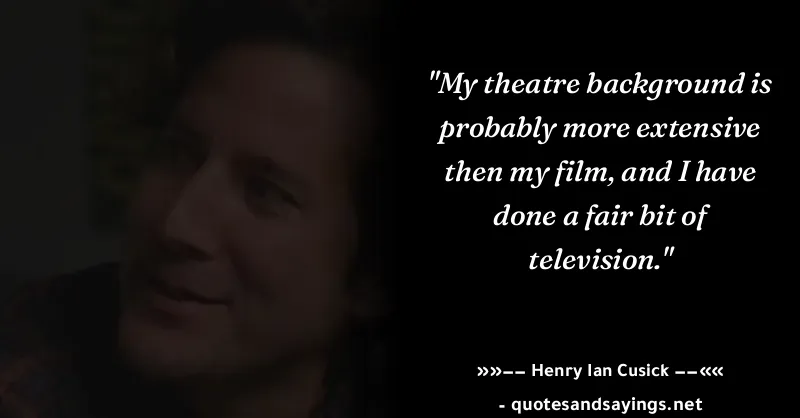 "My theatre background is
probably more extensive
then my film, and I have
done a fair bit of
television."
»»–– Henry Ian Cusick ––««
- quotesandsayings.net